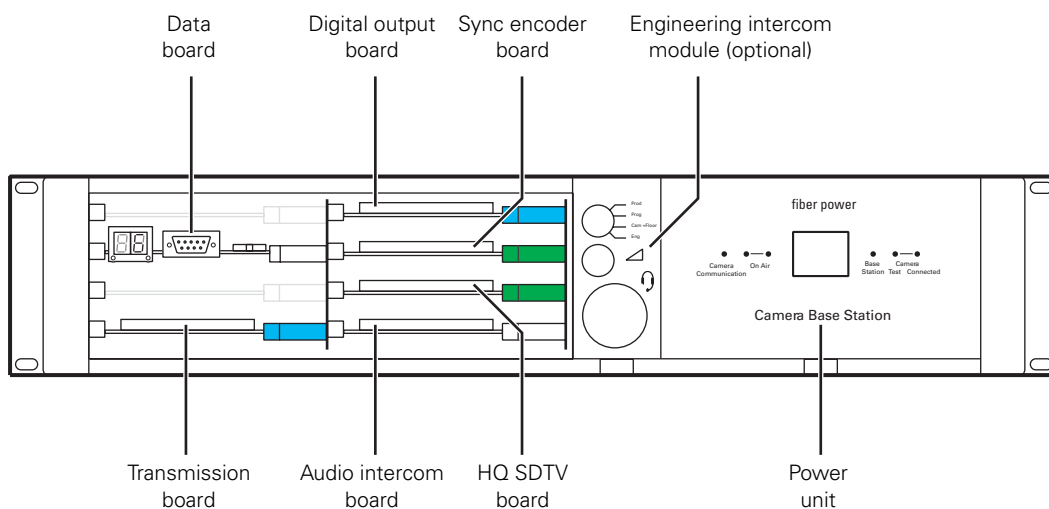 Data
board
Digital output
board
Sync encoder
board
Engineering intercom
module (optional)
Prod
Prog
Cam+Floor
Eng
fiber power
Camera
Communication
On Air
Base
Station
Camera
Test Connected
Camera Base Station
Transmission
board
Audio intercom
board
HQ SDTV
board
Power
unit